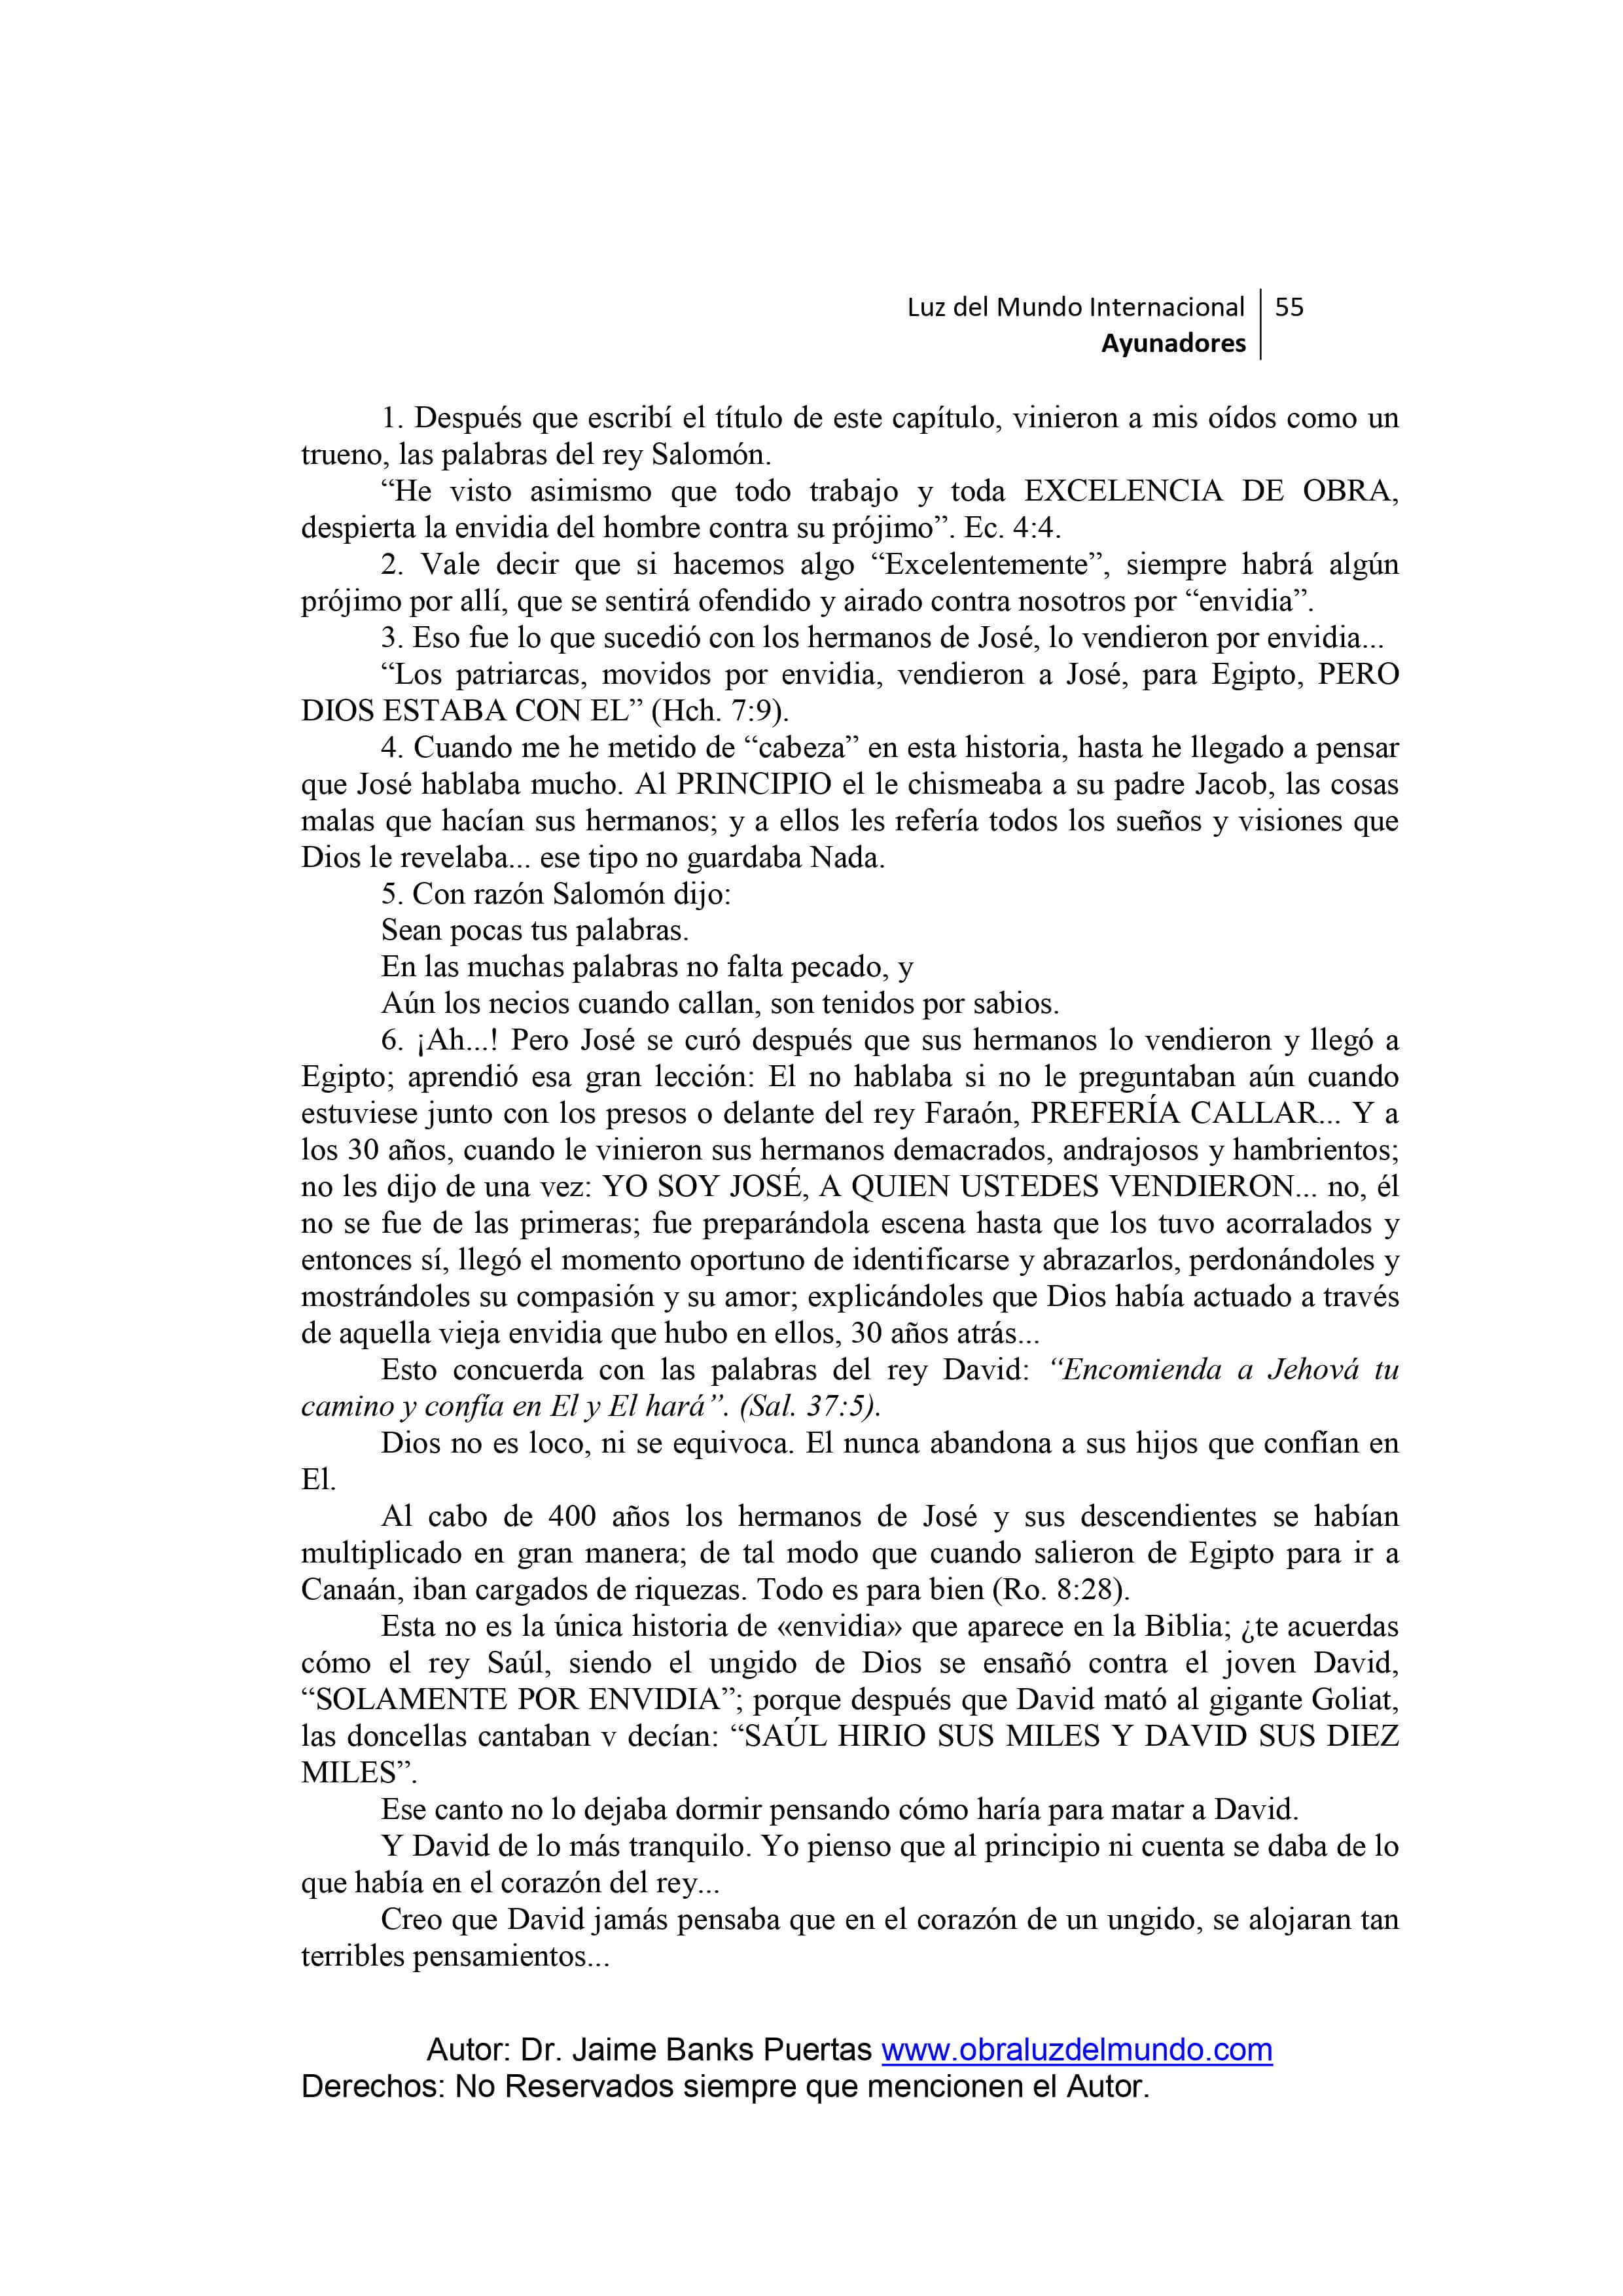 Luz del Mundo Internacional 55
Ayunadores
1. Después que escribí el título de este capítulo, vinieron a mis oídos como un
trueno, las palabras del rey Salomón.
“He visto asimismo que todo trabajo y toda EXCELENCIA DE OBRA,
despierta la envidia del hombre contra su prójimo”. Ec. 4:4.
2. Vale decir que si hacemos algo “Excelentemente”, siempre habrá algún
prójimo por allí, que se sentirá ofendido y airado contra nosotros por “envidia”.
3. Eso fue lo que sucedió con los hermanos de José, lo vendieron por envidia...
“Los patriarcas, movidos por envidia, vendieron a José, para Egipto, PERO
DIOS ESTABA CON EL” (Hch. 7:9).
4. Cuando me he metido de “cabeza” en esta historia, hasta he llegado a pensar
que José hablaba mucho. Al PRINCIPIO el le chismeaba a su padre Jacob, las cosas
malas que hacían sus hermanos; y a ellos les refería todos los sueños y visiones que
Dios le revelaba... ese tipo no guardaba Nada.
5. Con razón Salomón dijo:
Sean pocas tus palabras.
En las muchas palabras no falta pecado, y
Aún los necios cuando callan, son tenidos por sabios.
6. ¡Ah...! Pero José se curó después que sus hermanos lo vendieron y llegó a
Egipto; aprendió esa gran lección: El no hablaba si no le preguntaban aún cuando
estuviese junto con los presos o delante del rey Faraón, PREFERÍA CALLAR... Y a
los 30 años, cuando le vinieron sus hermanos demacrados, andrajosos y hambrientos;
no les dijo de una vez: YO SOY JOSÉ, A QUIEN USTEDES VENDIERON... no, él
no se fue de las primeras; fue preparándola escena hasta que los tuvo acorralados y
entonces sí, llegó el momento oportuno de identificarse y abrazarlos, perdonándoles y
mostrándoles su compasión y su amor; explicándoles que Dios había actuado a través
de aquella vieja envidia que hubo en ellos, 30 años atrás...
Esto concuerda con las palabras del rey David: “Encomienda a Jehová tu
camino y confía en El y El hará”. (Sal. 37:5).
Dios no es loco, ni se equivoca. El nunca abandona a sus hijos que confían en
El.
Al cabo de 400 años los hermanos de José y sus descendientes se habían
multiplicado en gran manera; de tal modo que cuando salieron de Egipto para ir a
Canaán, iban cargados de riquezas. Todo es para bien (Ro. 8:28).
Esta no es la única historia de «envidia» que aparece en la Biblia; ¿te acuerdas
cómo el rey Saúl, siendo el ungido de Dios se ensañó contra el joven David,
“SOLAMENTE POR ENVIDIA”; porque después que David mató al gigante Goliat,
las doncellas cantaban v decían: “SAÚL HIRIO SUS MILES Y DAVID SUS DIEZ
MILES”.
Ese canto no lo dejaba dormir pensando cómo haría para matar a David.
Y David de lo más tranquilo. Yo pienso que al principio ni cuenta se daba de lo
que había en el corazón del rey...
Creo que David jamás pensaba que en el corazón de un ungido, se alojaran tan
terribles pensamientos...
Autor: Dr. Jaime Banks Puertas www.obraluzdelmundo.com
Derechos: No Reservados siempre que mencionen el Autor.